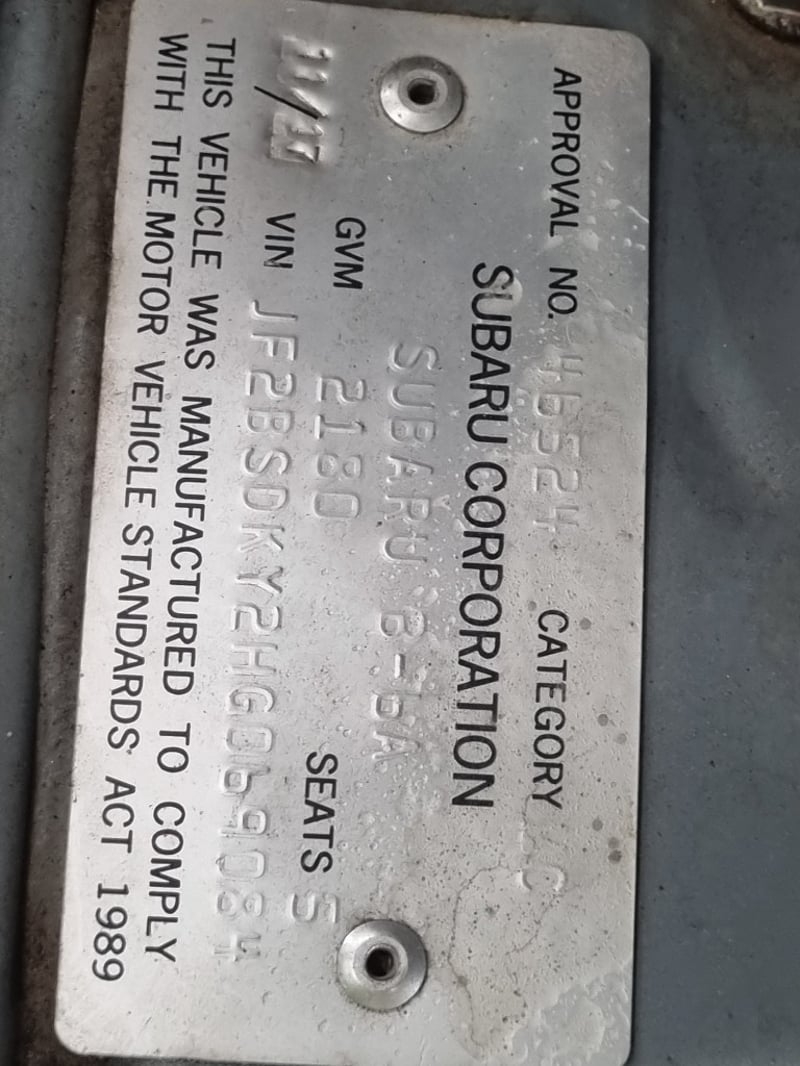 APPROVAL NO. 46524 CATEGORY
SUBARU CORPORATION
SUBARU B-6A
GVM 2180 SEATS 5
VIN JF2BSDKY2HG069084
THIS VEHICLE WAS MANUFACTURED TO COMPLY
WITH THE MOTOR VEHICLE STANDARDS ACT 1989